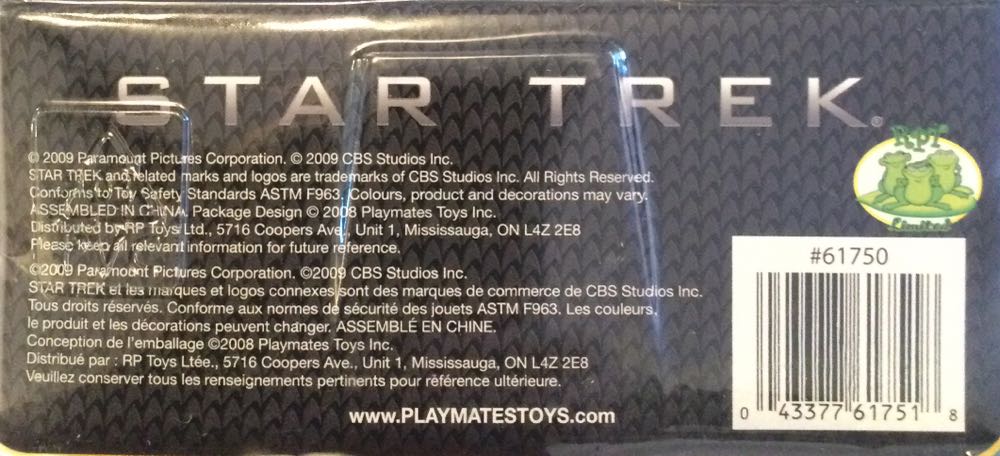 STAR TREK®
© 2009 Paramount Pictures Corporation. © 2009 CBS Studios Inc.
STAR TREK and related marks and logos are trademarks of CBS Studios Inc. All Rights Reserved.
Conforms to Toy Safety Standards ASTM F963. Colours, product and decorations may vary.
ASSEMBLED IN CHINA. Package Design © 2008 Playmates Toys Inc.
Distributed by RP Toys Ltd., 5716 Coopers Ave., Unit 1, Mississauga, ON L4Z 2E8
Please keep all relevant information for future reference.
©2009 Paramount Pictures Corporation. ©2009 CBS Studios Inc.
STAR TREK et les marques et logos connexes sont des marques de commerce de CBS Studios Inc.
Tous droits réservés. Conforme aux normes de sécurité des jouets ASTM F963. Les couleurs,
le produit et les décorations peuvent changer. ASSEMBLÉ EN CHINE.
Conception de l'emballage ©2008 Playmates Toys Inc.
Distribué par : RP Toys Ltée., 5716 Coopers Ave., Unit 1, Mississauga, ON L4Z 2E8
Veuillez conserver tous les renseignements pertinents pour référence ultérieure.
www.PLAYMATESTOYS.com
Limited
#61750
0 43377 61751 8